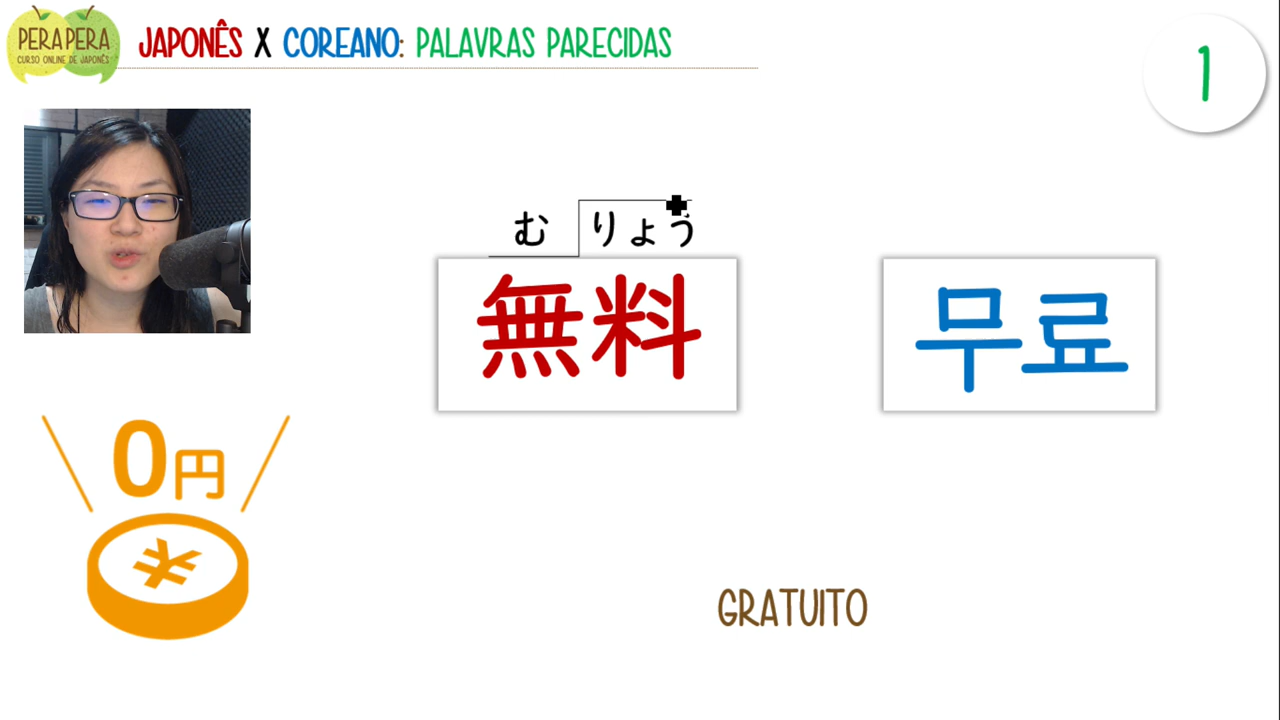 PERA PERA
CURSO ONLINE DE JAPONÊS
JAPONÊS X COREANO: PALAVRAS PARECIDAS
1
む りょう
無料
무료
0円
¥
GRATUITO